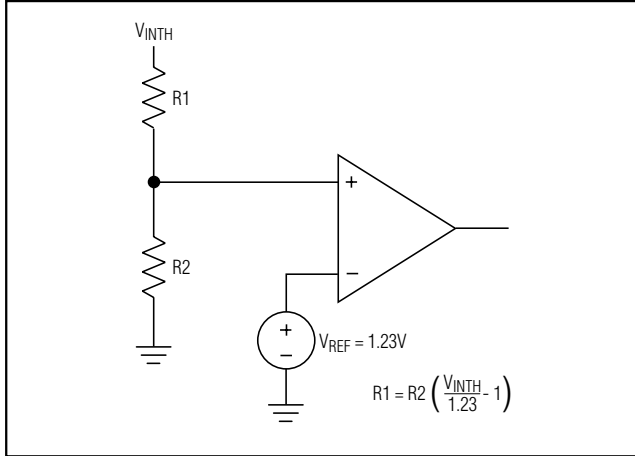 VINTH
R1
+
R2
−
+
−
VREF = 1.23V
R1 = R2 (VINTH/1.23 - 1)